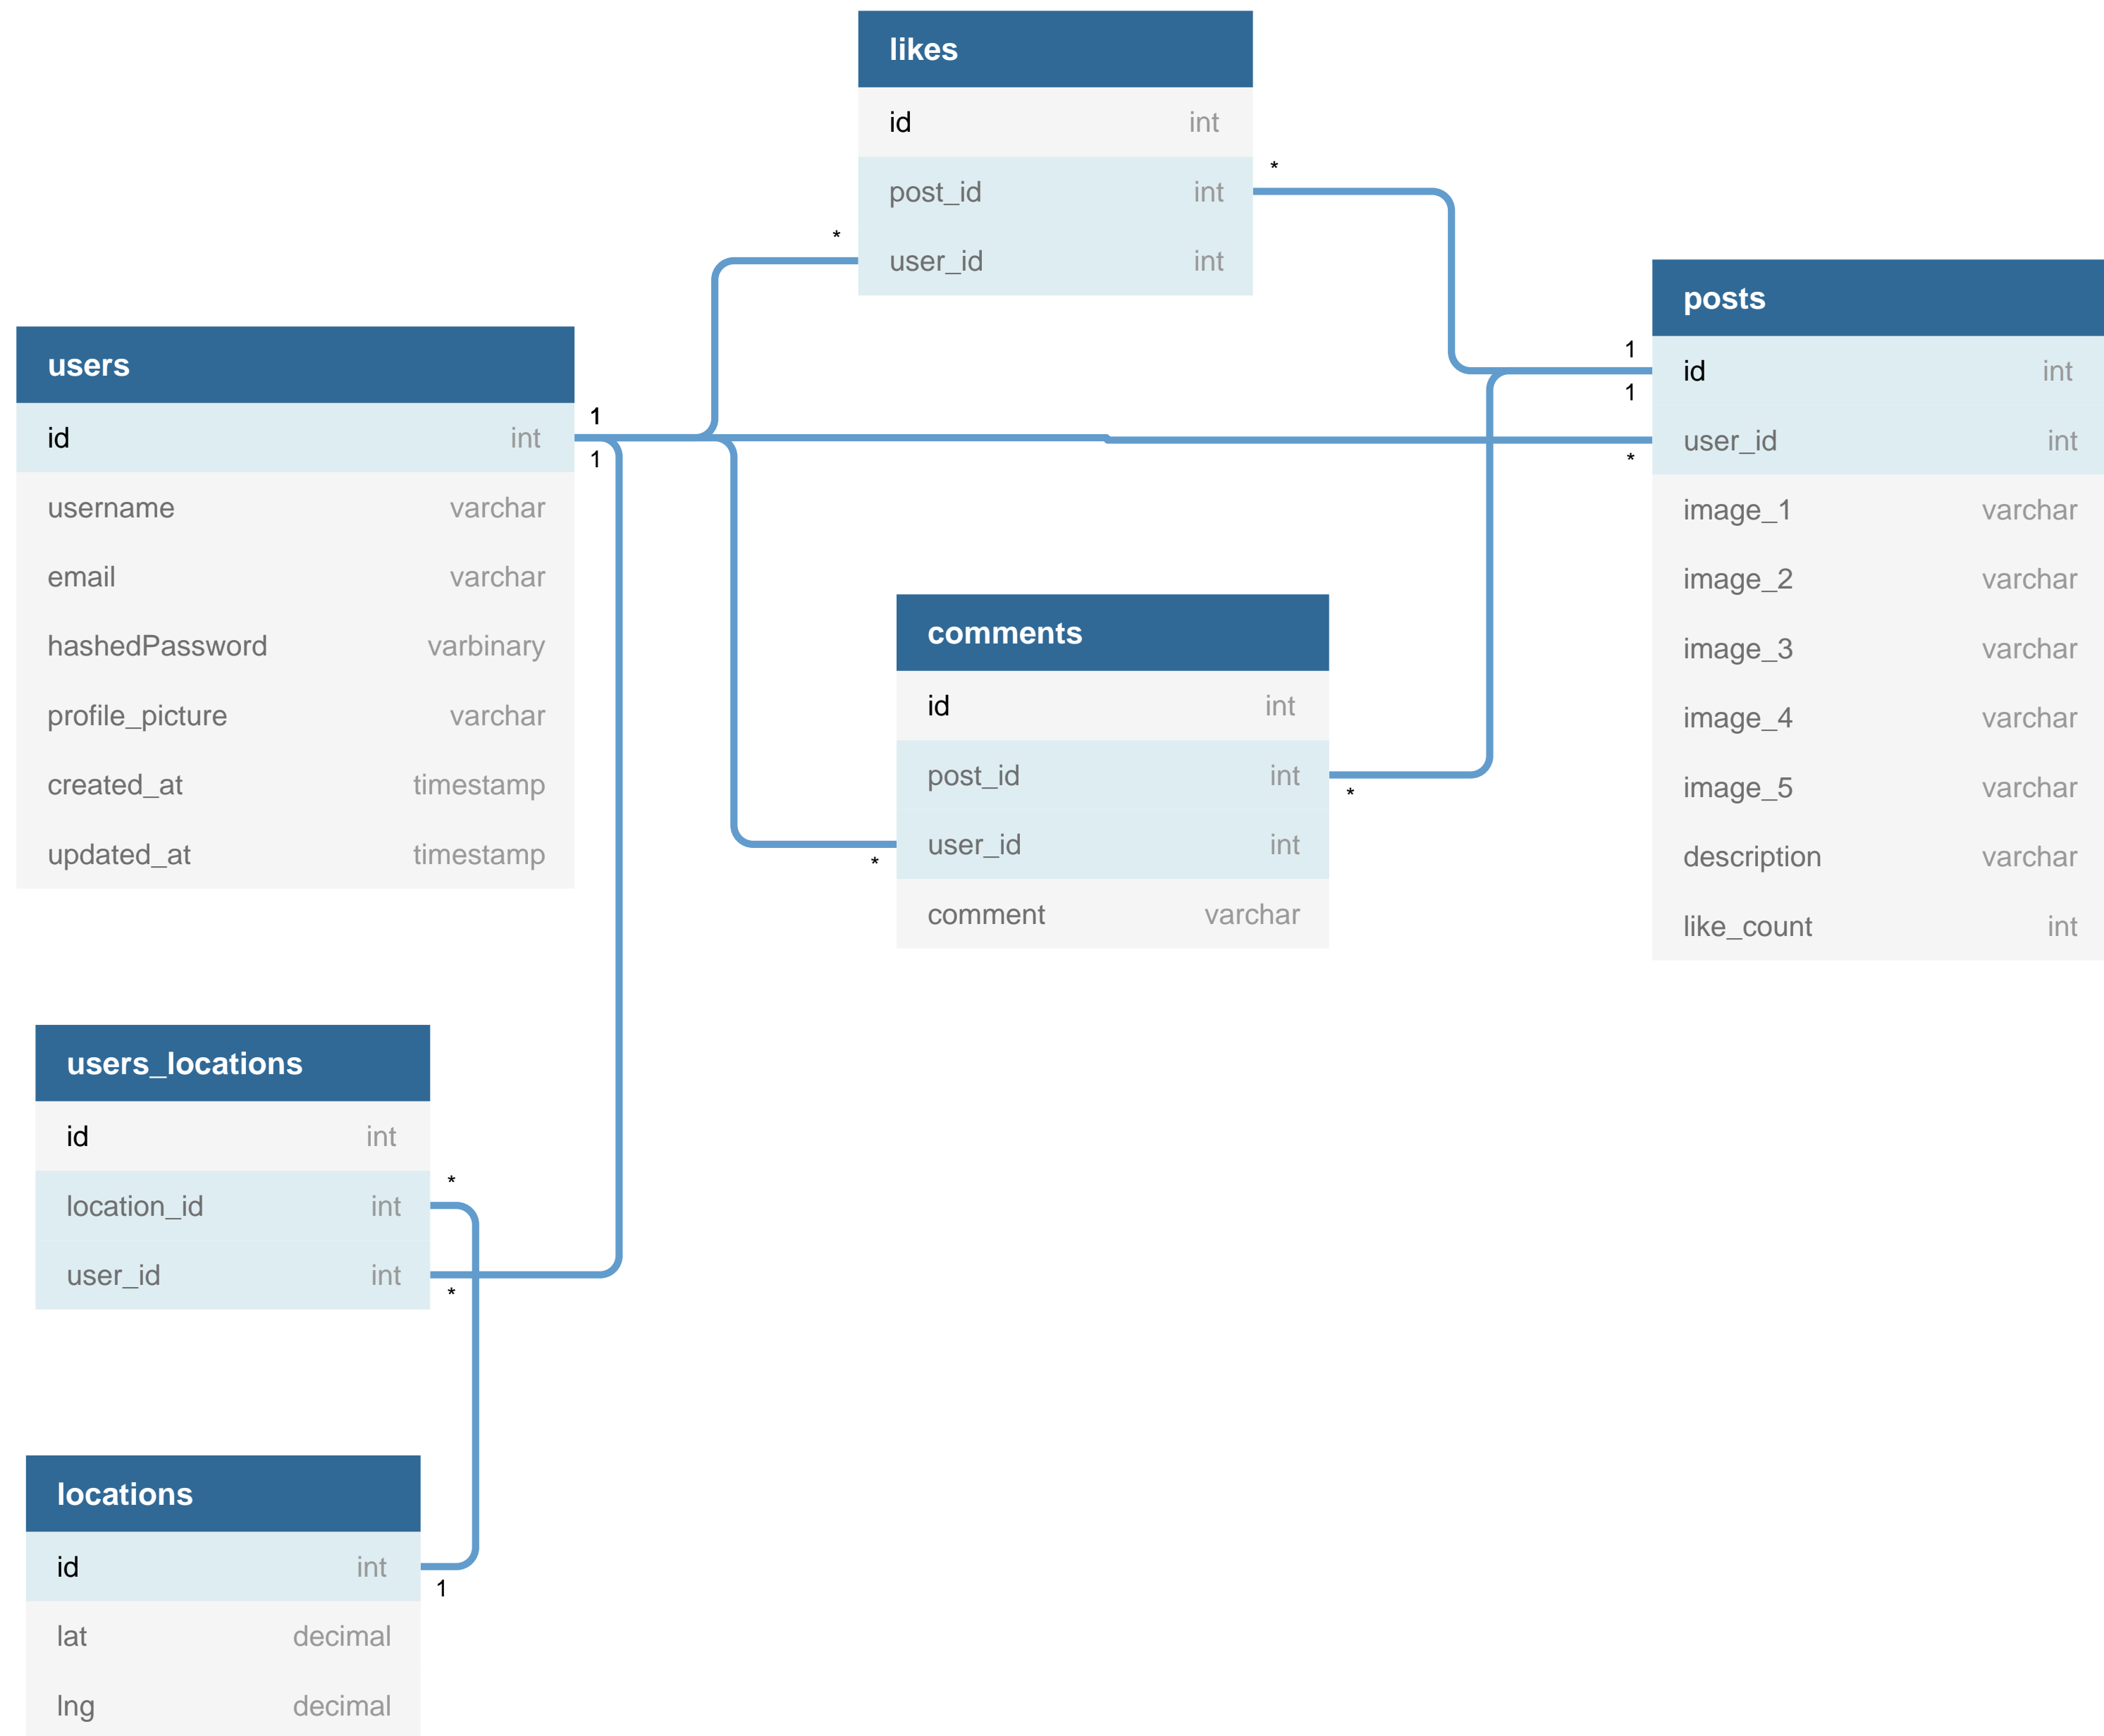 likes
id int
post_id int
*
user_id int
*
users
id int
1
1
username varchar
email varchar
hashedPassword varbinary
profile_picture varchar
created_at timestamp
updated_at timestamp
posts
1
id int
1
user_id int
*
image_1 varchar
image_2 varchar
image_3 varchar
image_4 varchar
image_5 varchar
description varchar
like_count int
comments
id int
post_id int
*
user_id int
*
comment varchar
users_locations
id int
*
location_id int
user_id int
*
locations
id int
1
lat decimal
lng decimal